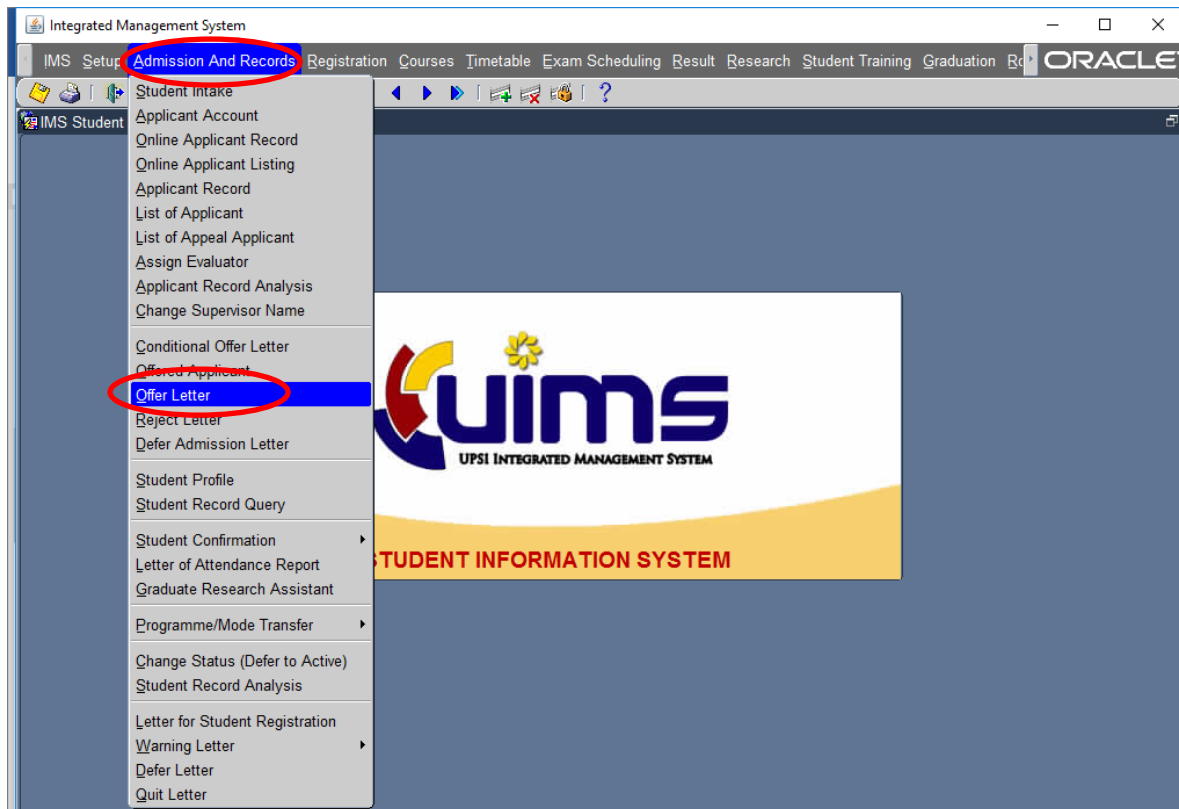 Integrated Management System
IMS Setup Admission And Records Registration Courses Timetable Exam Scheduling Result Research Student Training Graduation ORACLE
IMS Student
Student Intake
Applicant Account
Online Applicant Record
Online Applicant Listing
Applicant Record
List of Applicant
List of Appeal Applicant
Assign Evaluator
Applicant Record Analysis
Change Supervisor Name
Conditional Offer Letter
Offered Applicant
Offer Letter
Reject Letter
Defer Admission Letter
Student Profile
Student Record Query
Student Confirmation
Letter of Attendance Report
Graduate Research Assistant
Programme/Mode Transfer
Change Status (Defer to Active)
Student Record Analysis
Letter for Student Registration
Warning Letter
Defer Letter
Quit Letter
uims
UPSI INTEGRATED MANAGEMENT SYSTEM
STUDENT INFORMATION SYSTEM